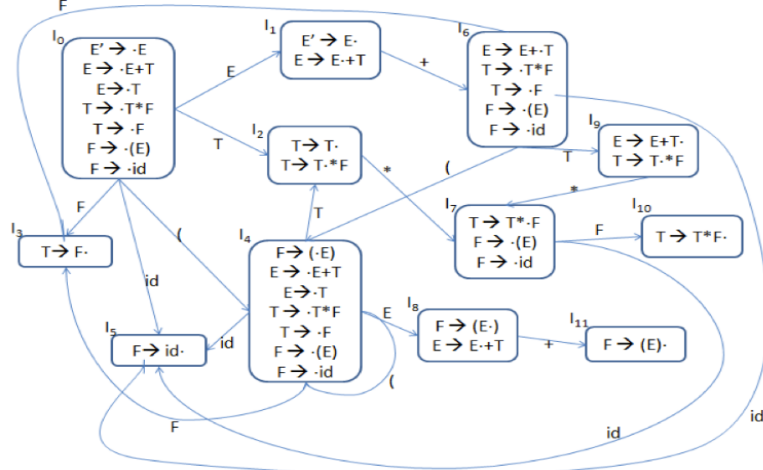 F
I0
E' → ·E
E → ·E+T
E → ·T
T → ·T*F
T → ·F
F → ·(E)
F → ·id
E
T
F
(
id
I1
E' → E·
E → E·+T
+
I6
E → E+·T
T → ·T*F
T → ·F
F → ·(E)
F → ·id
I2
T → T·
T → T·*F
*
(
T
I9
E → E+T·
T → T·*F
*
I3
T → F·
T
I4
F → (·E)
E → ·E+T
E → ·T
T → ·T*F
T → ·F
F → ·(E)
F → ·id
I7
T → T*·F
F → ·(E)
F → ·id
F
I10
T → T*F·
I5
F → id·
id
E
(
I8
F → (E·)
E → E·+T
+
I11
F → (E)·
F
id
id